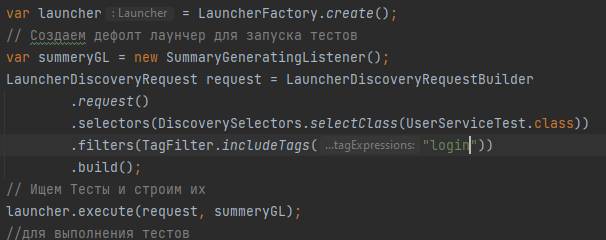 var launcher : Launcher = LauncherFactory.create();
// Создаем дефолт лаунчер для запуска тестов
var summeryGL = new SummaryGeneratingListener();
LauncherDiscoveryRequest request = LauncherDiscoveryRequestBuilder
.request()
.selectors(DiscoverySelectors.selectClass(UserServiceTest.class))
.filters(TagFilter.includeTags( ...tagExpressions: "login"))
.build();
// Ищем Тесты и строим их
launcher.execute(request, summeryGL);
//для выполнения тестов